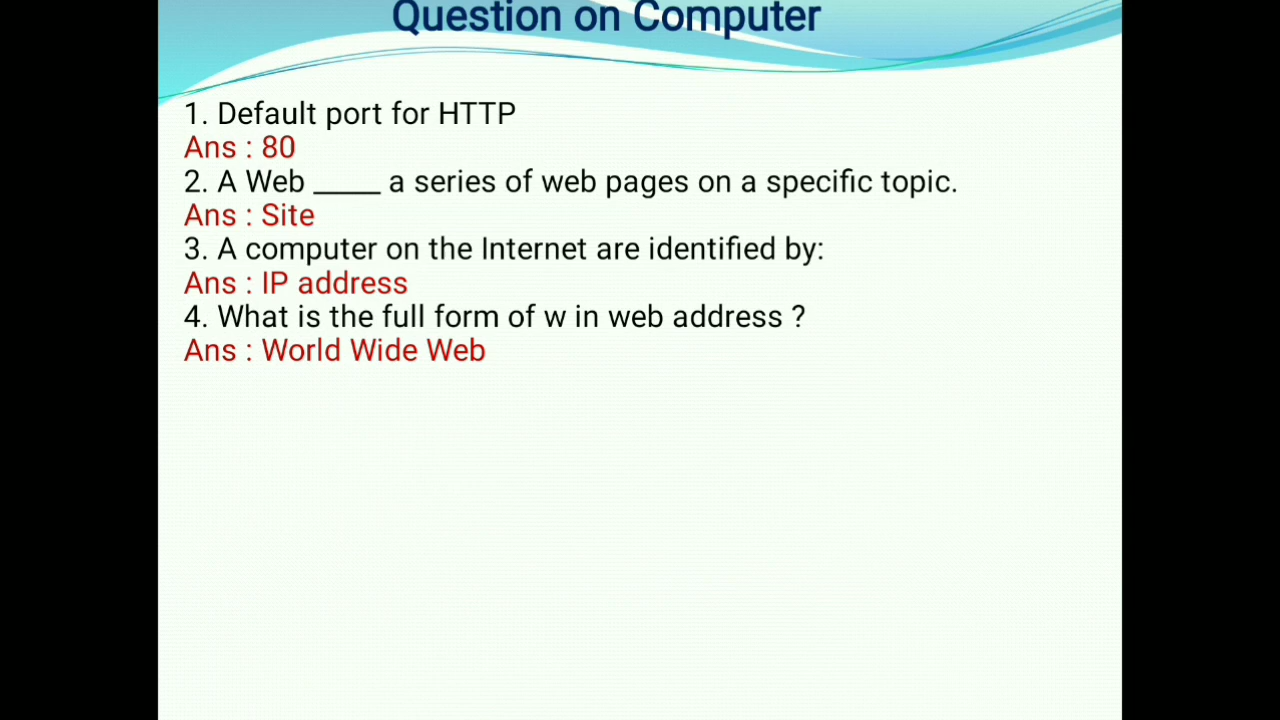 Question on Computer
1. Default port for HTTP
Ans : 80
2. A Web _____ a series of web pages on a specific topic.
Ans : Site
3. A computer on the Internet are identified by:
Ans : IP address
4. What is the full form of w in web address ?
Ans : World Wide Web